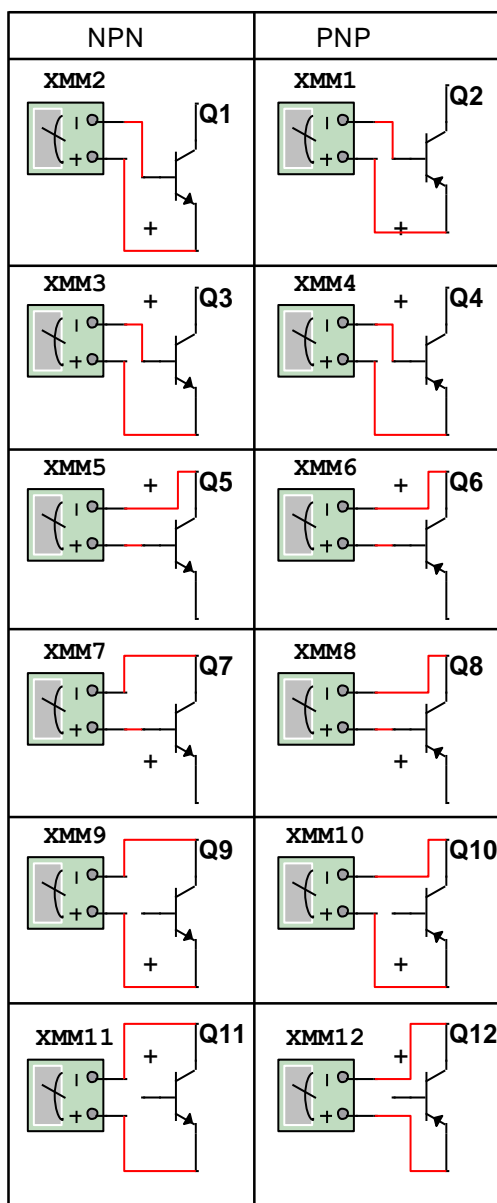 NPN PNP
XMM2 Q1 XMM1 Q2
− −
+ +
+ +
XMM3 + Q3 XMM4 + Q4
− −
+ +
XMM5 + Q5 XMM6 + Q6
− −
+ +
XMM7 Q7 XMM8 Q8
− −
+ +
+ +
XMM9 Q9 XMM10 Q10
− −
+ +
+ +
XMM11 + Q11 XMM12 + Q12
− −
+ +